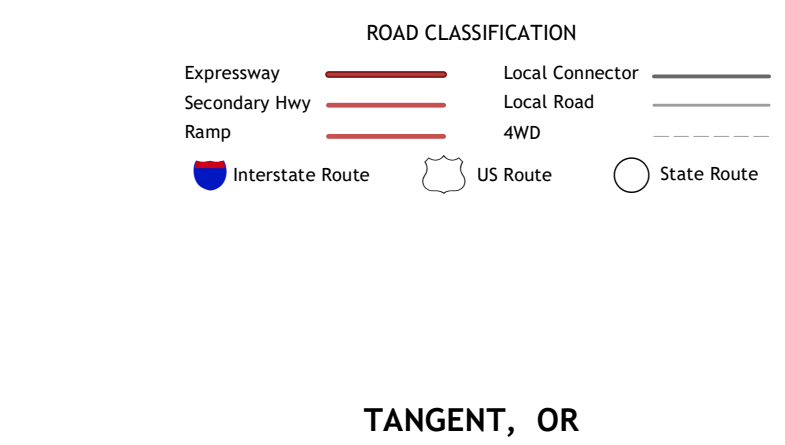 ROAD CLASSIFICATION
Expressway
Local Connector
Secondary Hwy
Local Road
Ramp
4WD
Interstate Route
US Route
State Route
TANGENT, OR